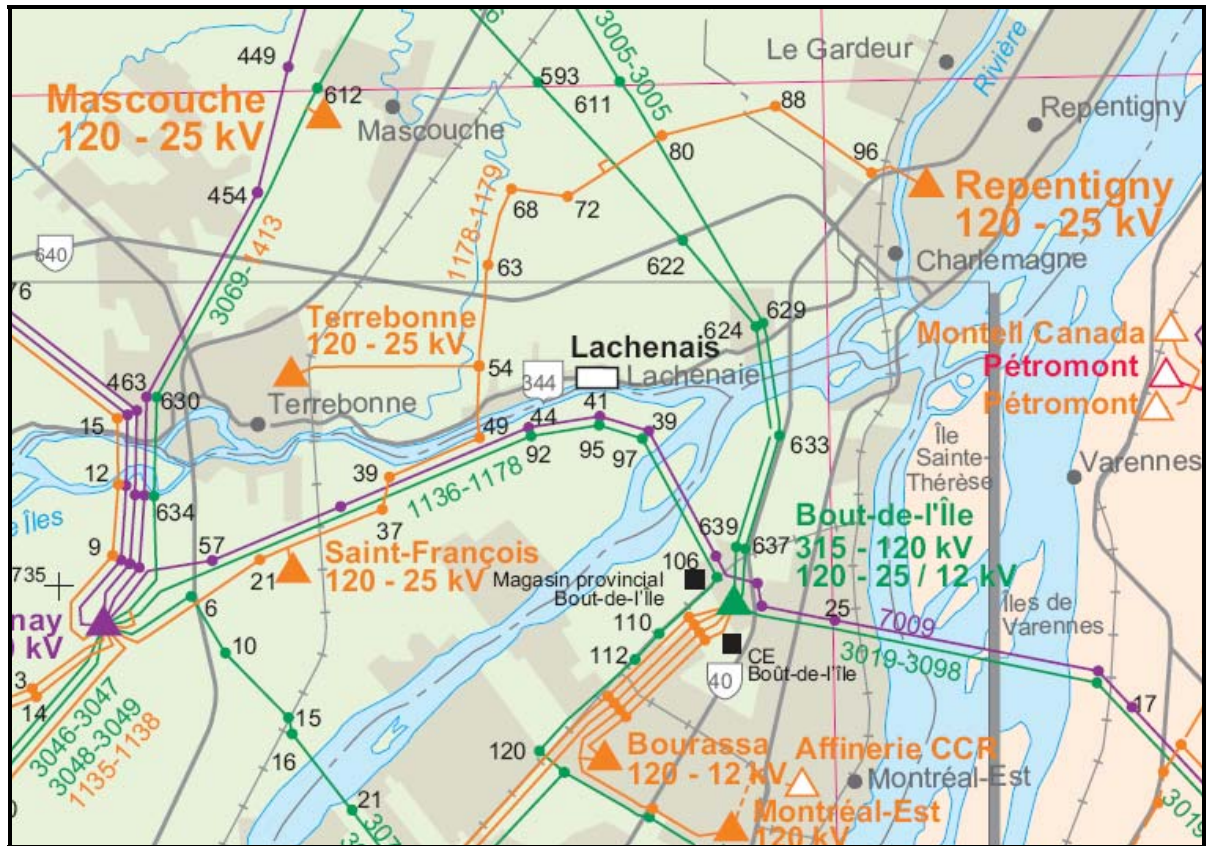 449
612
Mascouche
120 - 25 kV
Mascouche
454
640
76
3069-1413
593
611
3005-3005
80
88
96
68
72
1178-1179
63
622
Le Gardeur
Rivière
Repentigny
Repentigny
120 - 25 kV
Charlemagne
Terrebonne
120 - 25 kV
54
624
629
Lachenais
Lachenaie
344
Montell Canada
Pétromont
Pétromont
463
630
15
Terrebonne
49
44
41
39
92
95
97
633
Île
Sainte-
Thérèse
Varennes
12
39
634
1136-1178
37
e Îles
9
57
21
Saint-François
120 - 25 kV
735
6
nay
kV
639
637
106
Magasin provincial
Bout-de-l'Île
Bout-de-l'Île
315 - 120 kV
120 - 25 / 12 kV
25
7009
3019-3098
Îles de
Varennes
110
112
CE
Boût-de-l'île
40
10
3
14
17
3046-3047
3048-3049
1135-1138
15
16
21
307
120
Bourassa
120 - 12 kV
Affinerie CCR
Montréal-Est
Montréal-Est
120 kV
3019